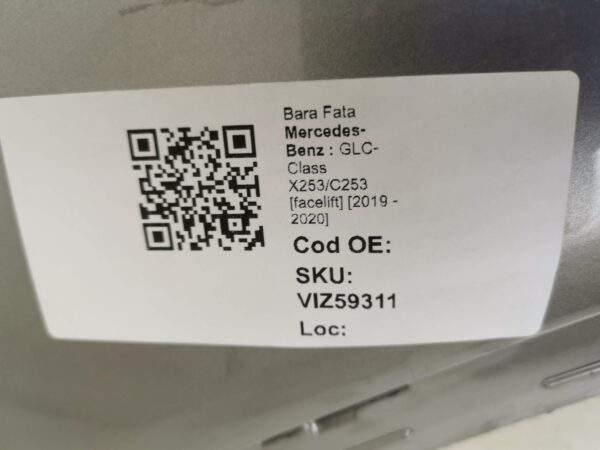 Bara Fata
Mercedes-
Benz : GLC-
Class
X253/C253
[facelift] [2019 -
2020]
Cod OE:
SKU:
VIZ59311
Loc: